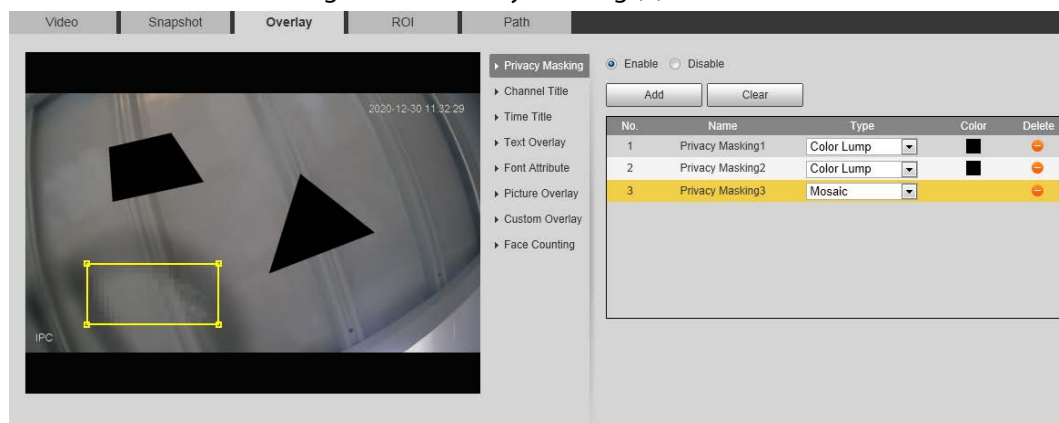 Video Snapshot Overlay ROI Path
2020-12-30 11:32:29
IPC
Privacy Masking
Channel Title
Time Title
Text Overlay
Font Attribute
Picture Overlay
Custom Overlay
Face Counting
Enable Disable
Add Clear
No. Name Type Color Delete
1 Privacy Masking1 Color Lump
2 Privacy Masking2 Color Lump
3 Privacy Masking3 Mosaic